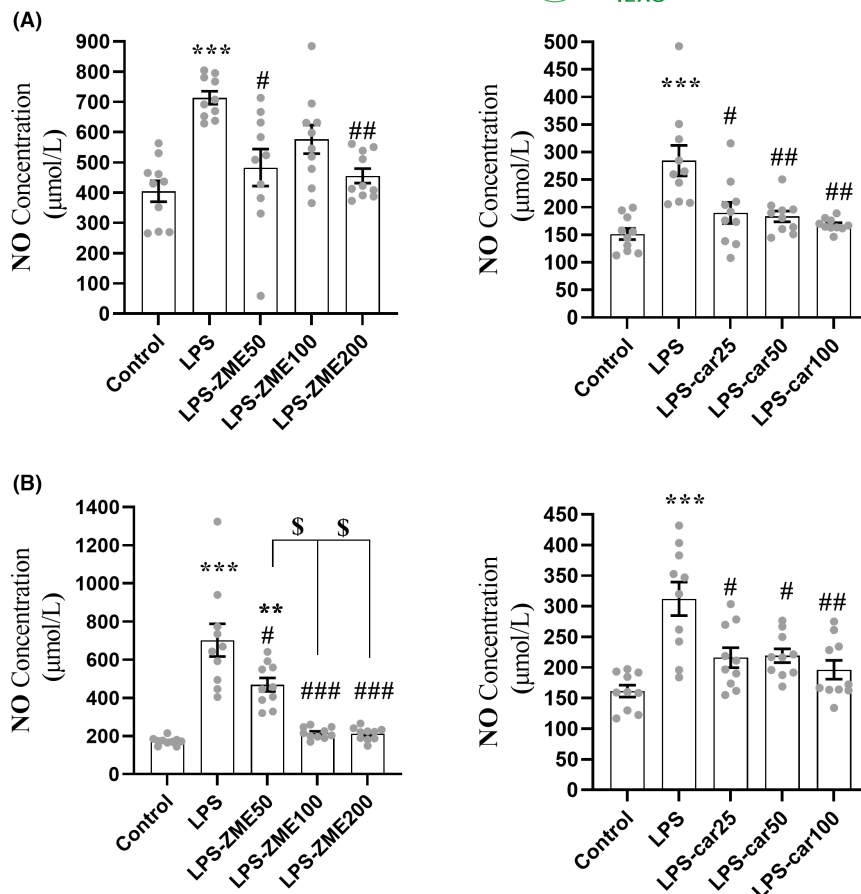 (A)
900
800
700
600
500
400
300
200
100
0
NO Concentration
(μmol/L)
***
#
##
Control
LPS
LPS-ZME50
LPS-ZME100
LPS-ZME200
500
450
400
350
300
250
200
150
100
50
0
NO Concentration
(μmol/L)
***
#
##
##
Control
LPS
LPS-car25
LPS-car50
LPS-car100
(B)
1400
1200
1000
800
600
400
200
0
NO Concentration
(μmol/L)
***
**
#
$ $
### ###
Control
LPS
LPS-ZME50
LPS-ZME100
LPS-ZME200
450
400
350
300
250
200
150
100
50
0
NO Concentration
(μmol/L)
***
#
#
##
Control
LPS
LPS-car25
LPS-car50
LPS-car100